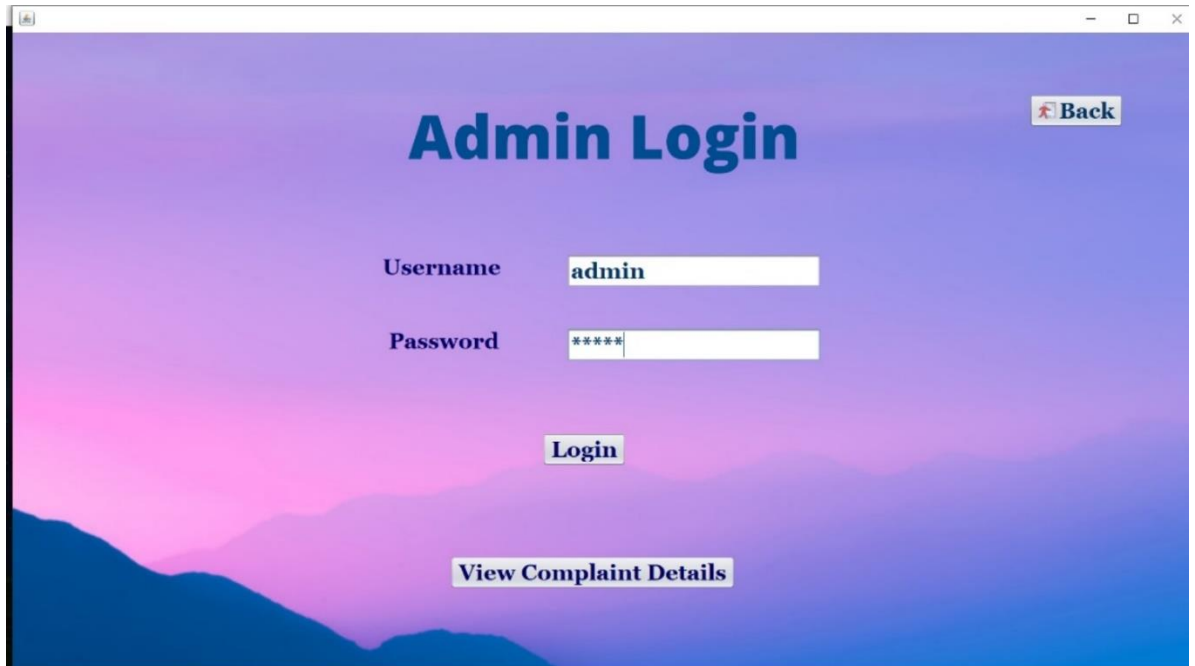 Back
Admin Login
Username admin
Password *****
Login
View Complaint Details